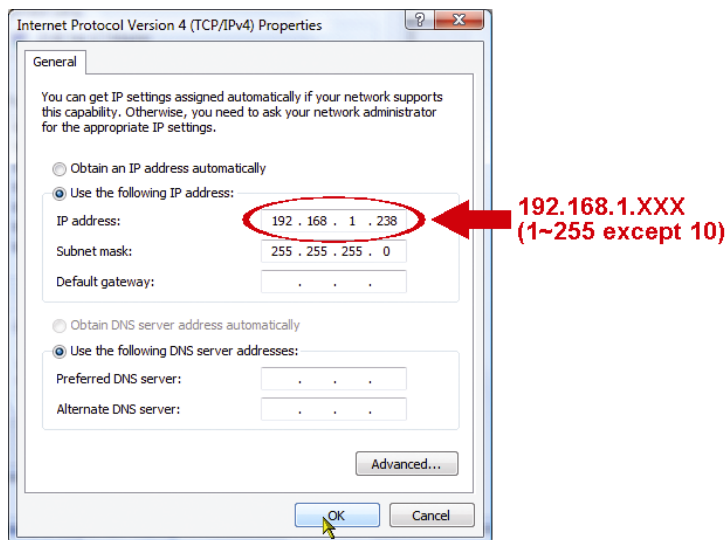 Internet Protocol Version 4 (TCP/IPv4) Properties
General
You can get IP settings assigned automatically if your network supports
this capability. Otherwise, you need to ask your network administrator
for the appropriate IP settings.
Obtain an IP address automatically
Use the following IP address:
IP address: 192 . 168 . 1 . 238
192.168.1.XXX
(1~255 except 10)
Subnet mask: 255 . 255 . 255 . 0
Default gateway: . . .
Obtain DNS server address automatically
Use the following DNS server addresses:
Preferred DNS server: . . .
Alternate DNS server: . . .
Advanced...
OK Cancel